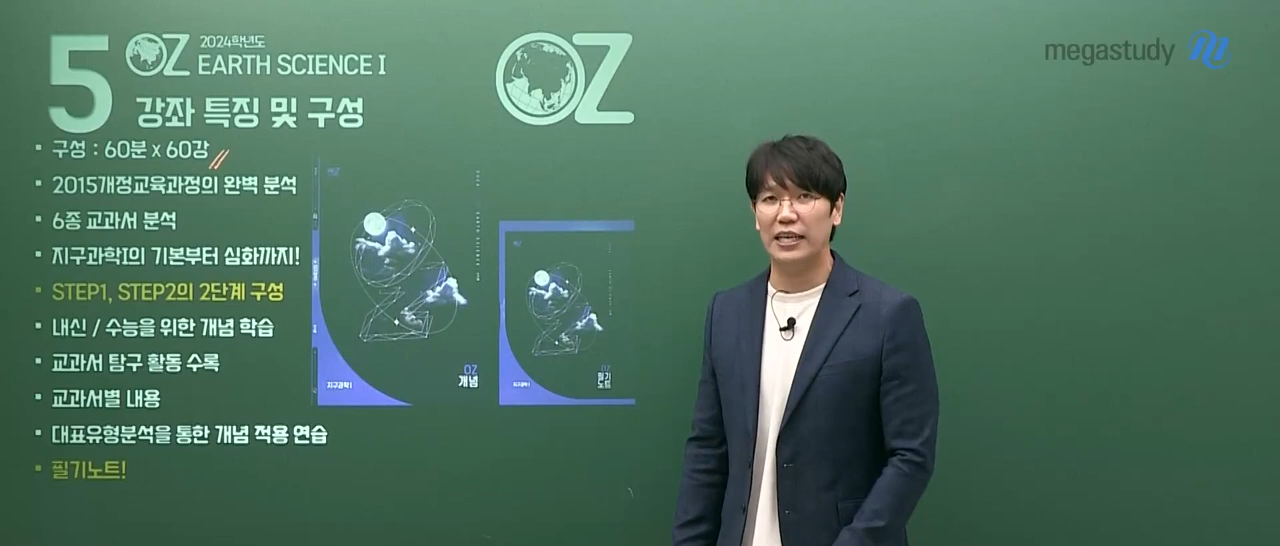 megastudy M
5
OZ
2024학년도
EARTH SCIENCE I
강좌 특징 및 구성
OZ
▪ 구성 : 60분 x 60강
▪ 2015개정교육과정의 완벽 분석
▪ 6종 교과서 분석
▪ 지구과학I의 기본부터 심화까지!
▪ STEP1, STEP2의 2단계 구성
▪ 내신 / 수능을 위한 개념 학습
▪ 교과서 탐구 활동 수록
▪ 교과서별 내용
▪ 대표유형분석을 통한 개념 적용 연습
▪ 필기노트!
OZ
개념
지구과학 I
OZ
필기
노트
지구과학 I